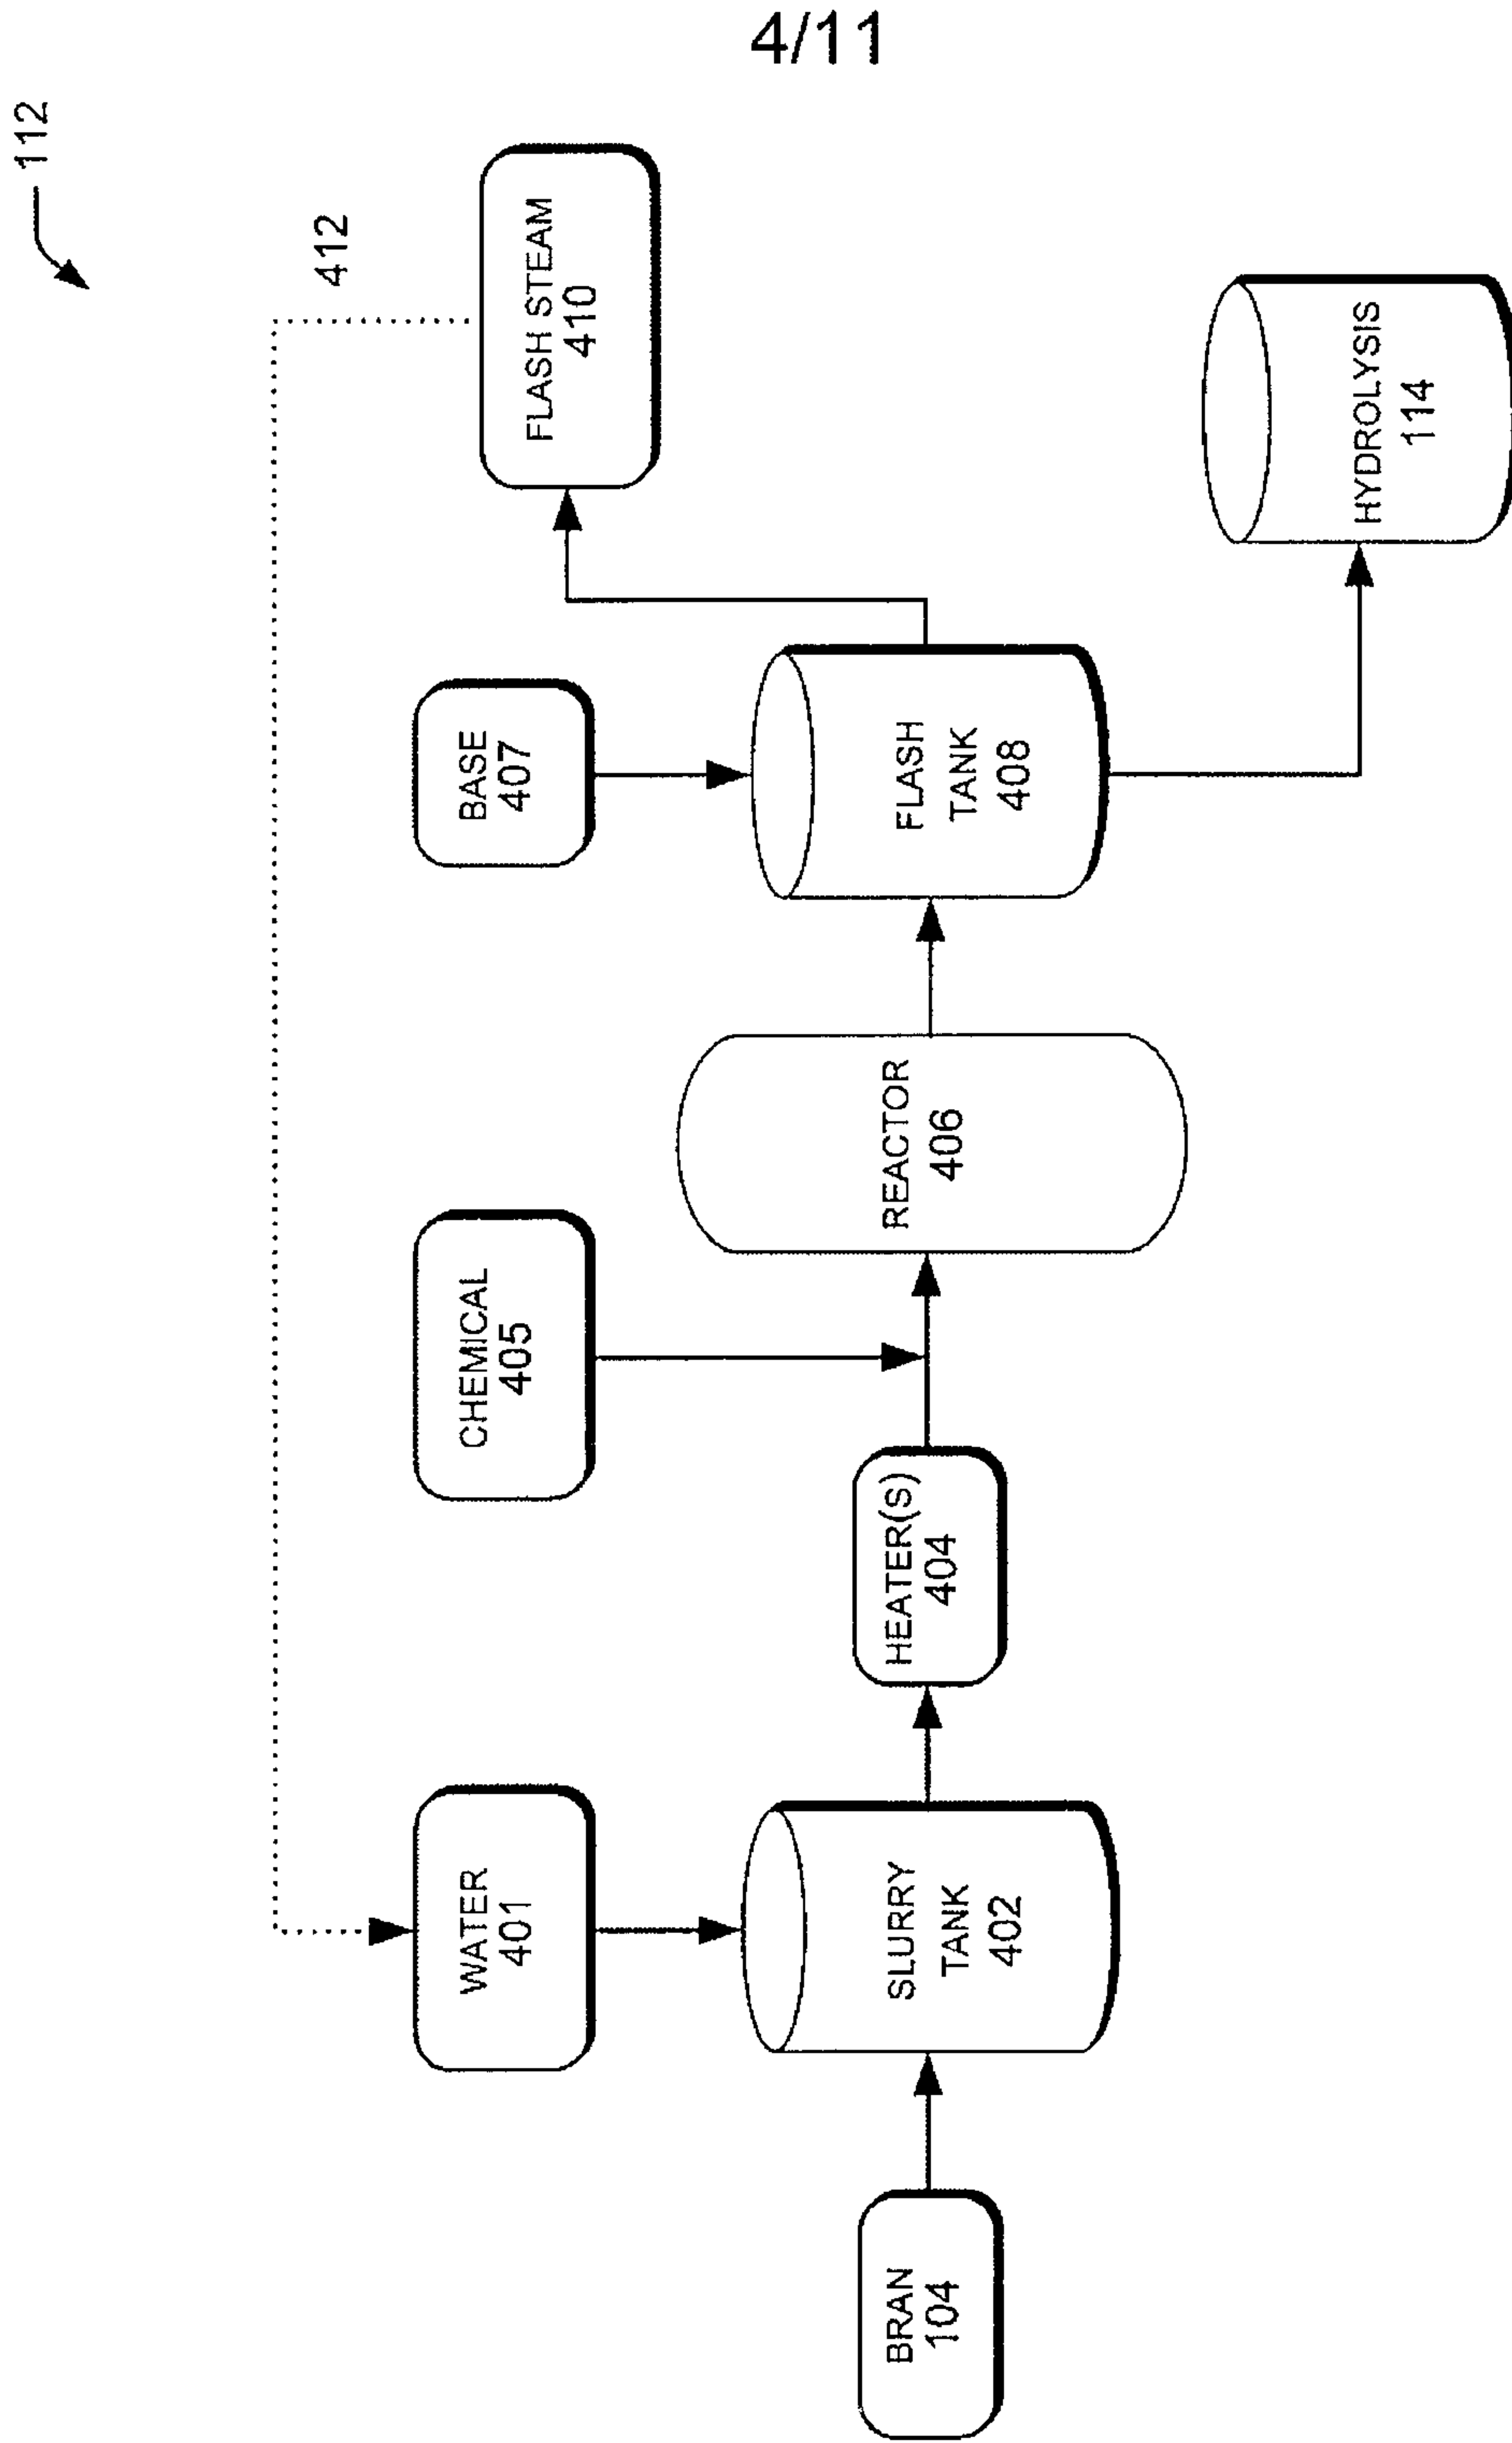 4/11
112
412
WATER
401
CHEMICAL
405
BASE
407
FLASH STEAM
410
BRAN
104
SLURRY
TANK
402
HEATER(S)
404
REACTOR
406
FLASH
TANK
408
HYDROLYSIS
114